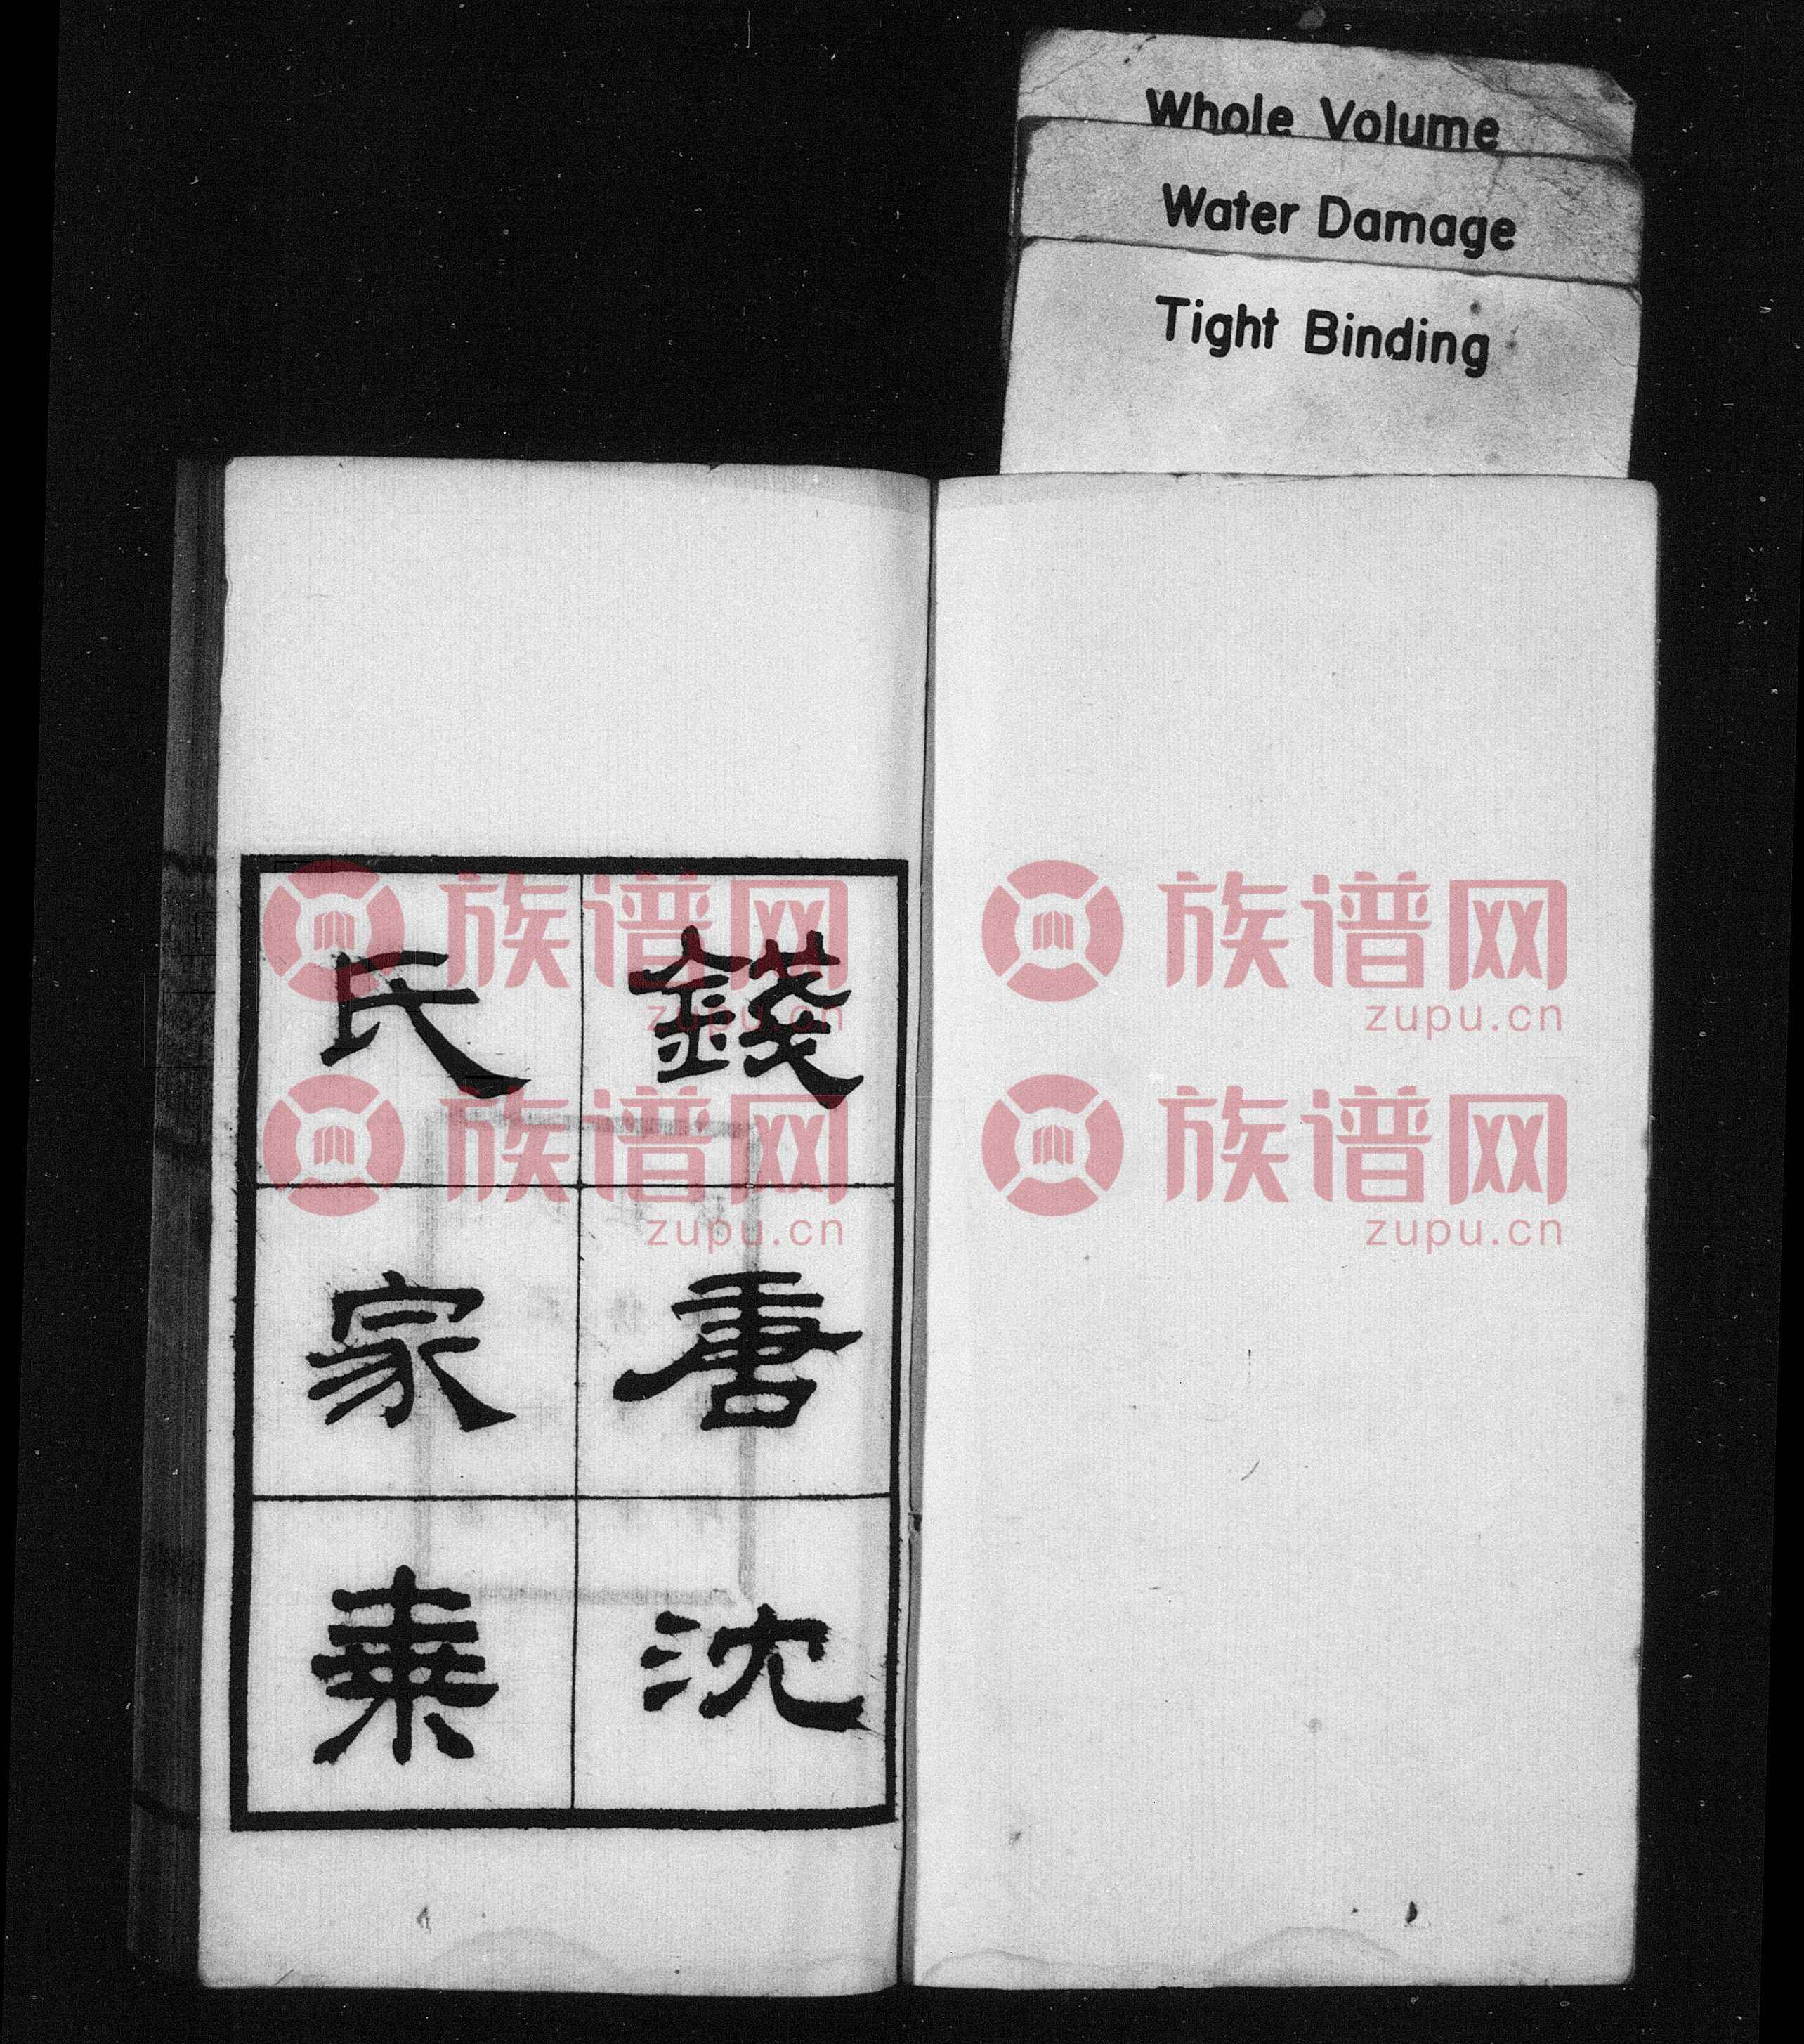 Whole Volume
Water Damage
Tight Binding
錢唐沈
氏家乘
族谱网
zupu.cn
族谱网
zupu.cn
族谱网
zupu.cn
族谱网
zupu.cn